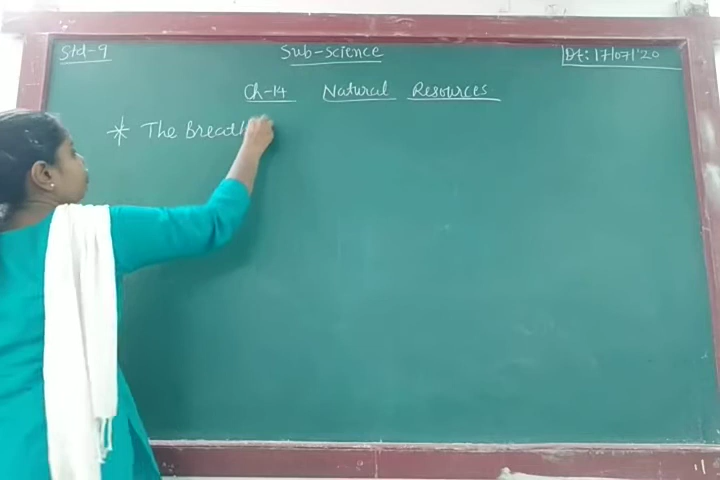 Std-9
Sub-science
Dt: 17/07/'20
Ch-14 Natural Resources
* The Breath